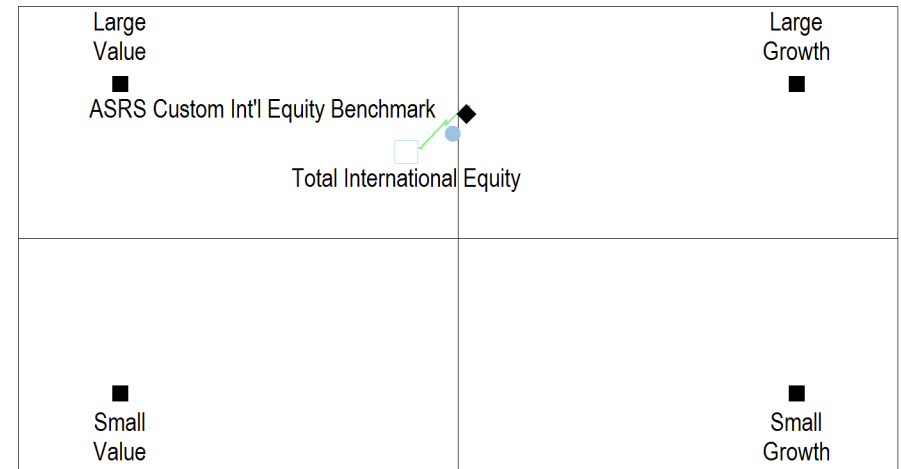 Large
Value
Large
Growth
ASRS Custom Int'l Equity Benchmark
Total International Equity
Small
Value
Small
Growth